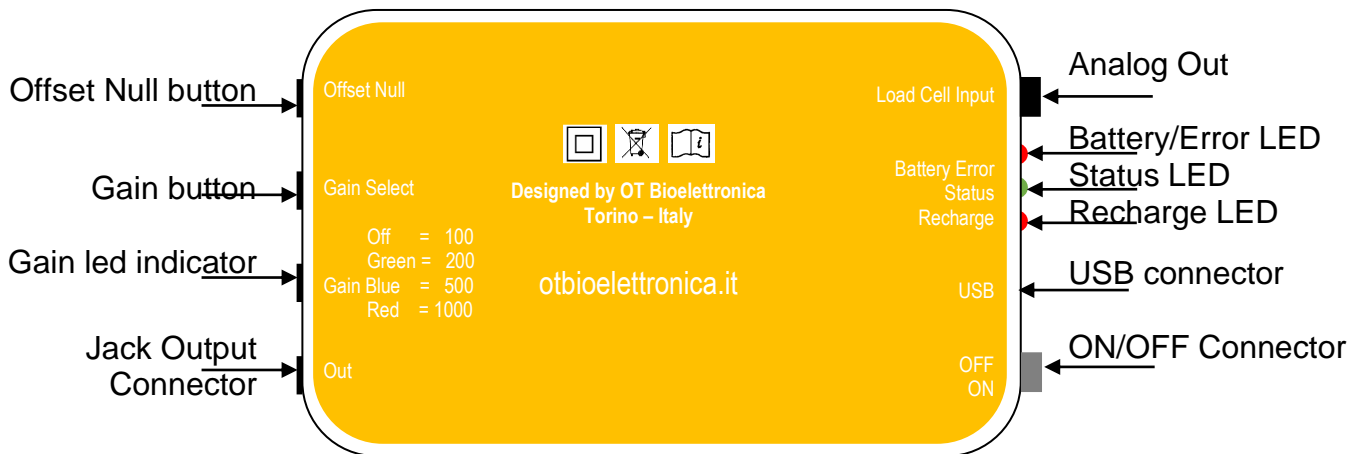 Offset Null button
Gain button
Gain led indicator
Jack Output
Connector
Offset Null
Gain Select
Off = 100
Green = 200
Gain Blue = 500
Red = 1000
Out
i
Designed by OT Bioelettronica
Torino – Italy
otbioelettronica.it
Load Cell Input
Battery Error
Status
Recharge
USB
OFF
ON
Analog Out
Battery/Error LED
Status LED
Recharge LED
USB connector
ON/OFF Connector